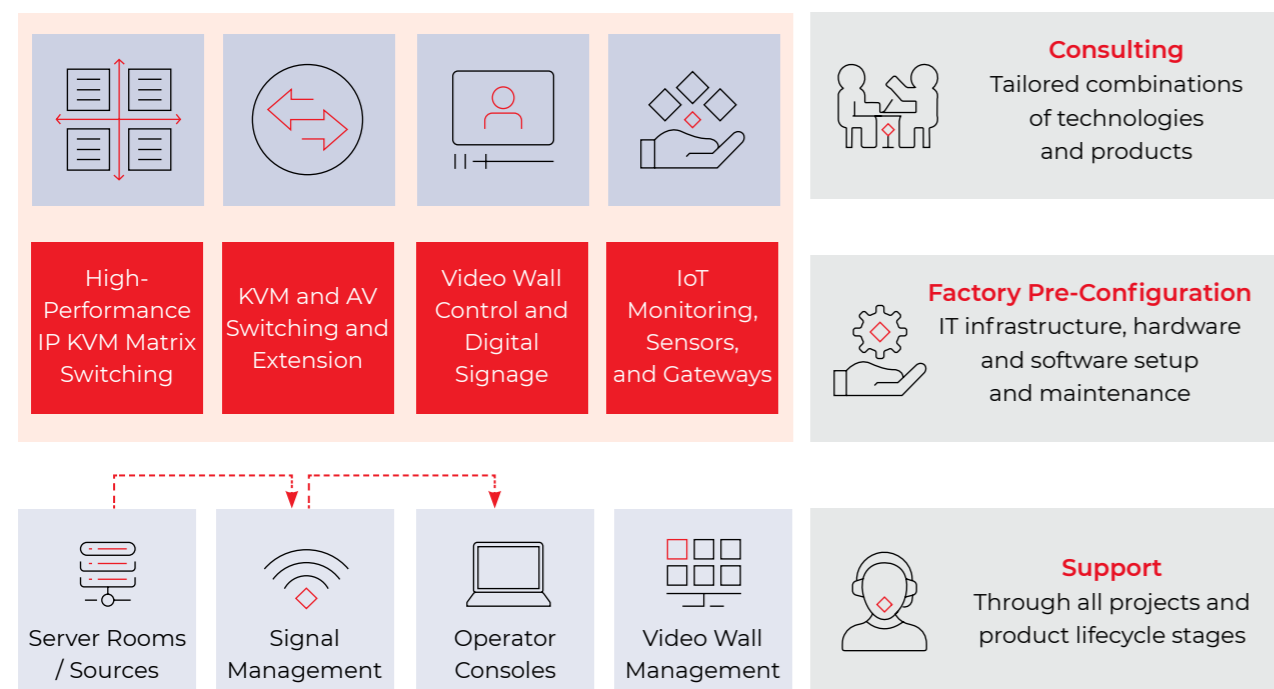 High-
Performance
IP KVM Matrix
Switching
KVM and AV
Switching and
Extension
Video Wall
Control and
Digital
Signage
IoT
Monitoring,
Sensors,
and Gateways
Consulting
Tailored combinations
of technologies
and products
Factory Pre-Configuration
IT infrastructure, hardware
and software setup
and maintenance
Server Rooms
/ Sources
Signal
Management
Operator
Consoles
Video Wall
Management
Support
Through all projects and
product lifecycle stages